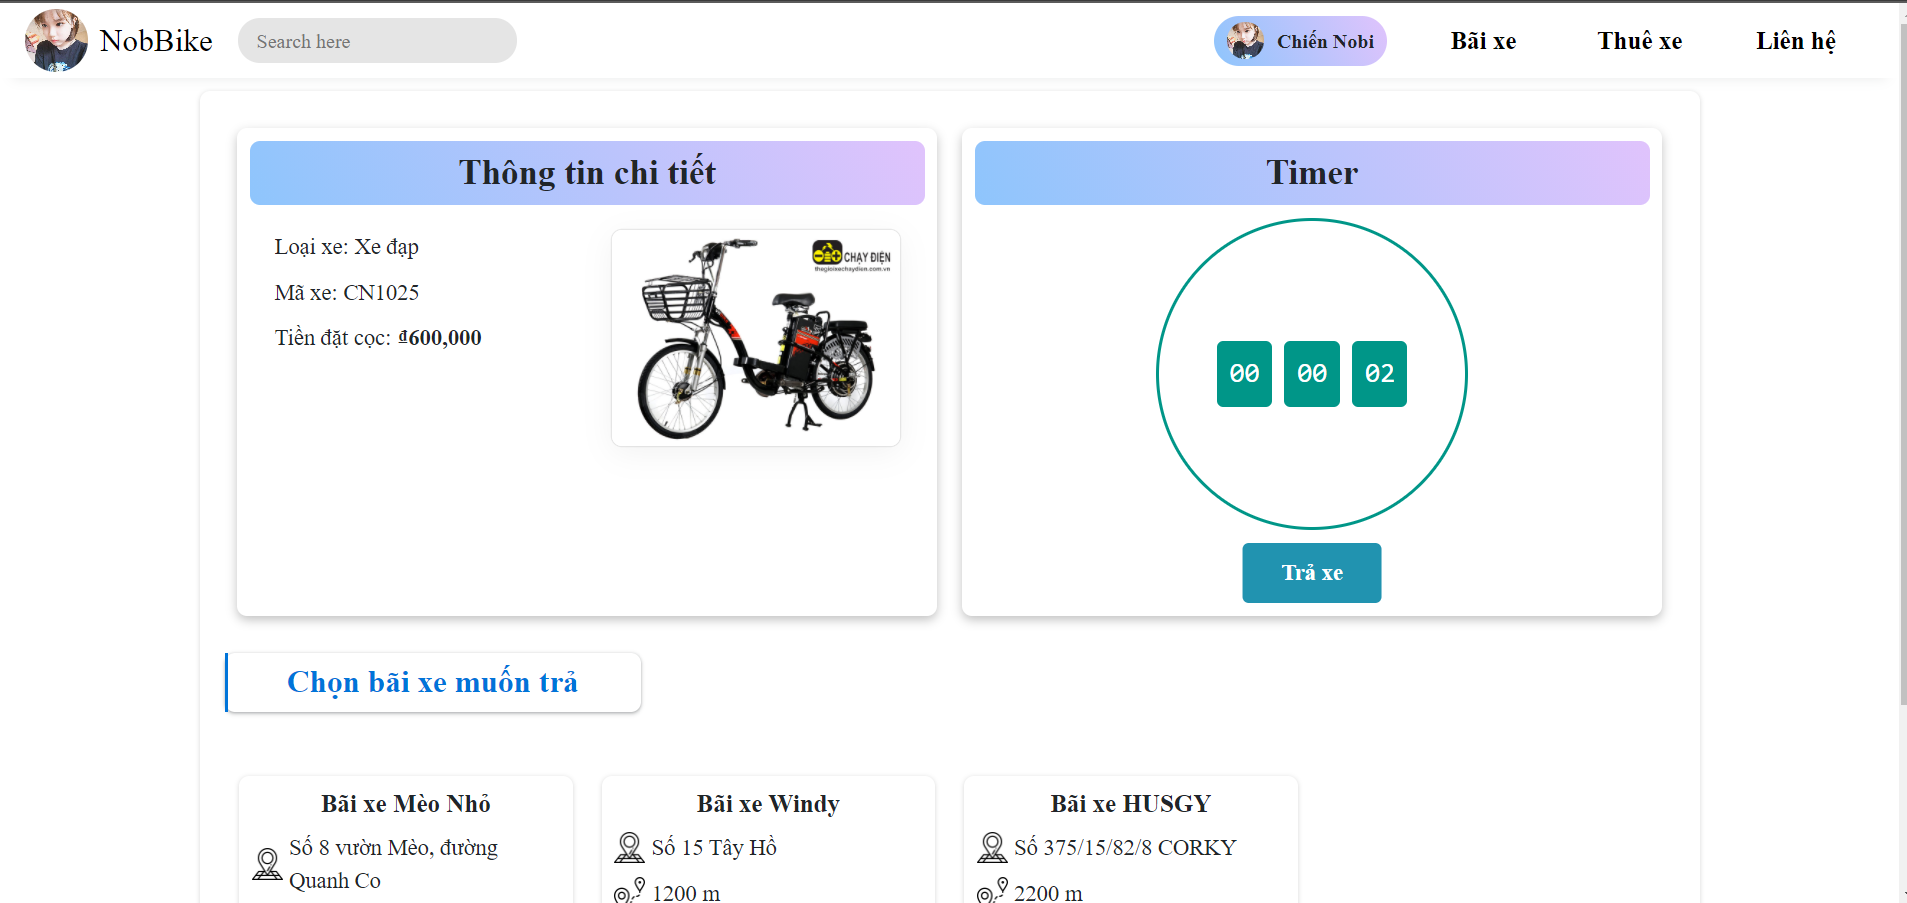 NobBike
Search here
Chiến Nobi
Bãi xe
Thuê xe
Liên hệ
Thông tin chi tiết
Loại xe: Xe đạp
Mã xe: CN1025
Tiền đặt cọc: ₫600,000
CHẠY ĐIỆN
thegioixechaydien.com.vn
Timer
00 00 02
Trả xe
Chọn bãi xe muốn trả
Bãi xe Mèo Nhỏ
Số 8 vườn Mèo, đường
Quanh Co
Bãi xe Windy
Số 15 Tây Hồ
1200 m
Bãi xe HUSGY
Số 375/15/82/8 CORKY
2200 m